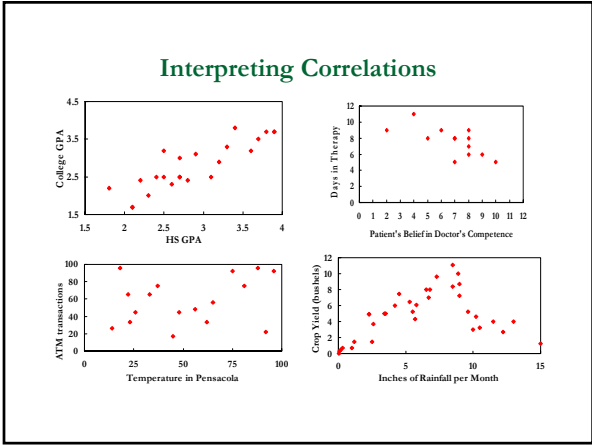 Interpreting Correlations
4.5
3.5
2.5
1.5
College GPA
1.5 2 2.5 3 3.5 4
HS GPA
12
10
8
6
4
2
0
Days in Therapy
0 1 2 3 4 5 6 7 8 9 10 11 12
Patient's Belief in Doctor's Competence
100
80
60
40
20
0
ATM transactions
0 25 50 75 100
Temperature in Pensacola
12
10
8
6
4
2
0
Crop Yield (bushels)
0 5 10 15
Inches of Rainfall per Month